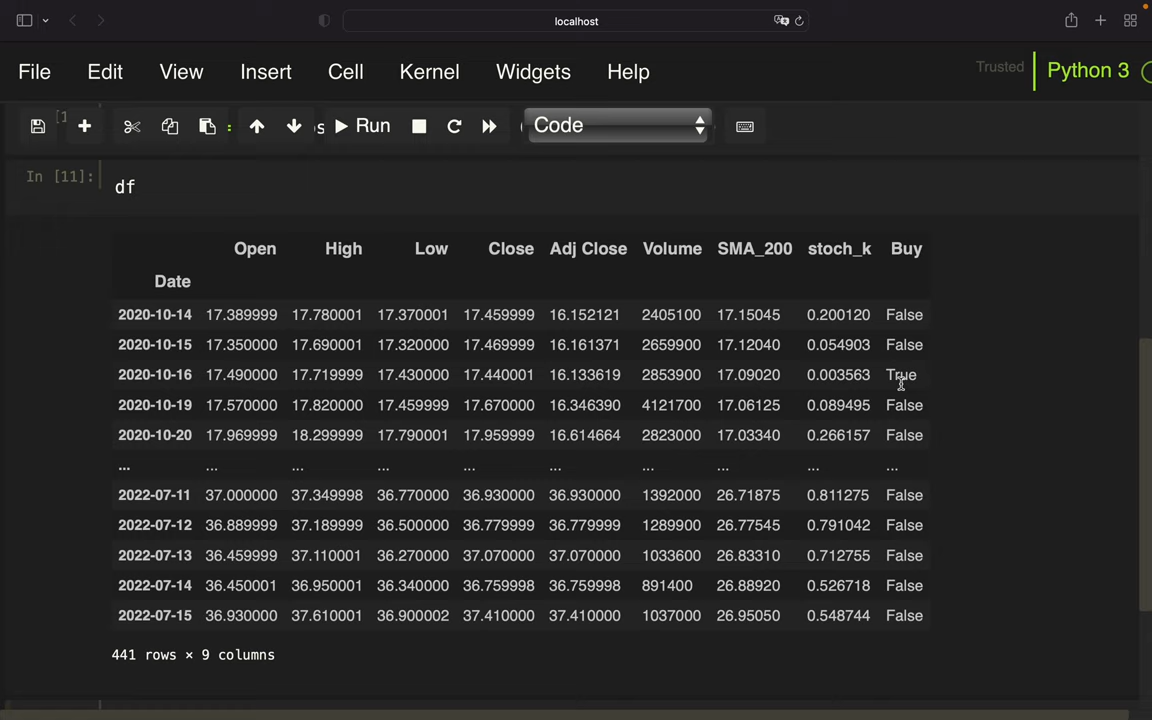 localhost
File Edit View Insert Cell Kernel Widgets Help Trusted Python 3
Run Code
In [11]: df
Open High Low Close Adj Close Volume SMA_200 stoch_k Buy
Date
2020-10-14 17.389999 17.780001 17.370001 17.459999 16.152121 2405100 17.15045 0.200120 False
2020-10-15 17.350000 17.690001 17.320000 17.469999 16.161371 2659900 17.12040 0.054903 False
2020-10-16 17.490000 17.719999 17.430000 17.440001 16.133619 2853900 17.09020 0.003563 True
2020-10-19 17.570000 17.820000 17.459999 17.670000 16.346390 4121700 17.06125 0.089495 False
2020-10-20 17.969999 18.299999 17.790001 17.959999 16.614664 2823000 17.03340 0.266157 False
... ... ... ... ... ... ... ... ... ...
2022-07-11 37.000000 37.349998 36.770000 36.930000 36.930000 1392000 26.71875 0.811275 False
2022-07-12 36.889999 37.189999 36.500000 36.779999 36.779999 1289900 26.77545 0.791042 False
2022-07-13 36.459999 37.110001 36.270000 37.070000 37.070000 1033600 26.83310 0.712755 False
2022-07-14 36.450001 36.950001 36.340000 36.759998 36.759998 891400 26.88920 0.526718 False
2022-07-15 36.930000 37.610001 36.900002 37.410000 37.410000 1037000 26.95050 0.548744 False
441 rows × 9 columns